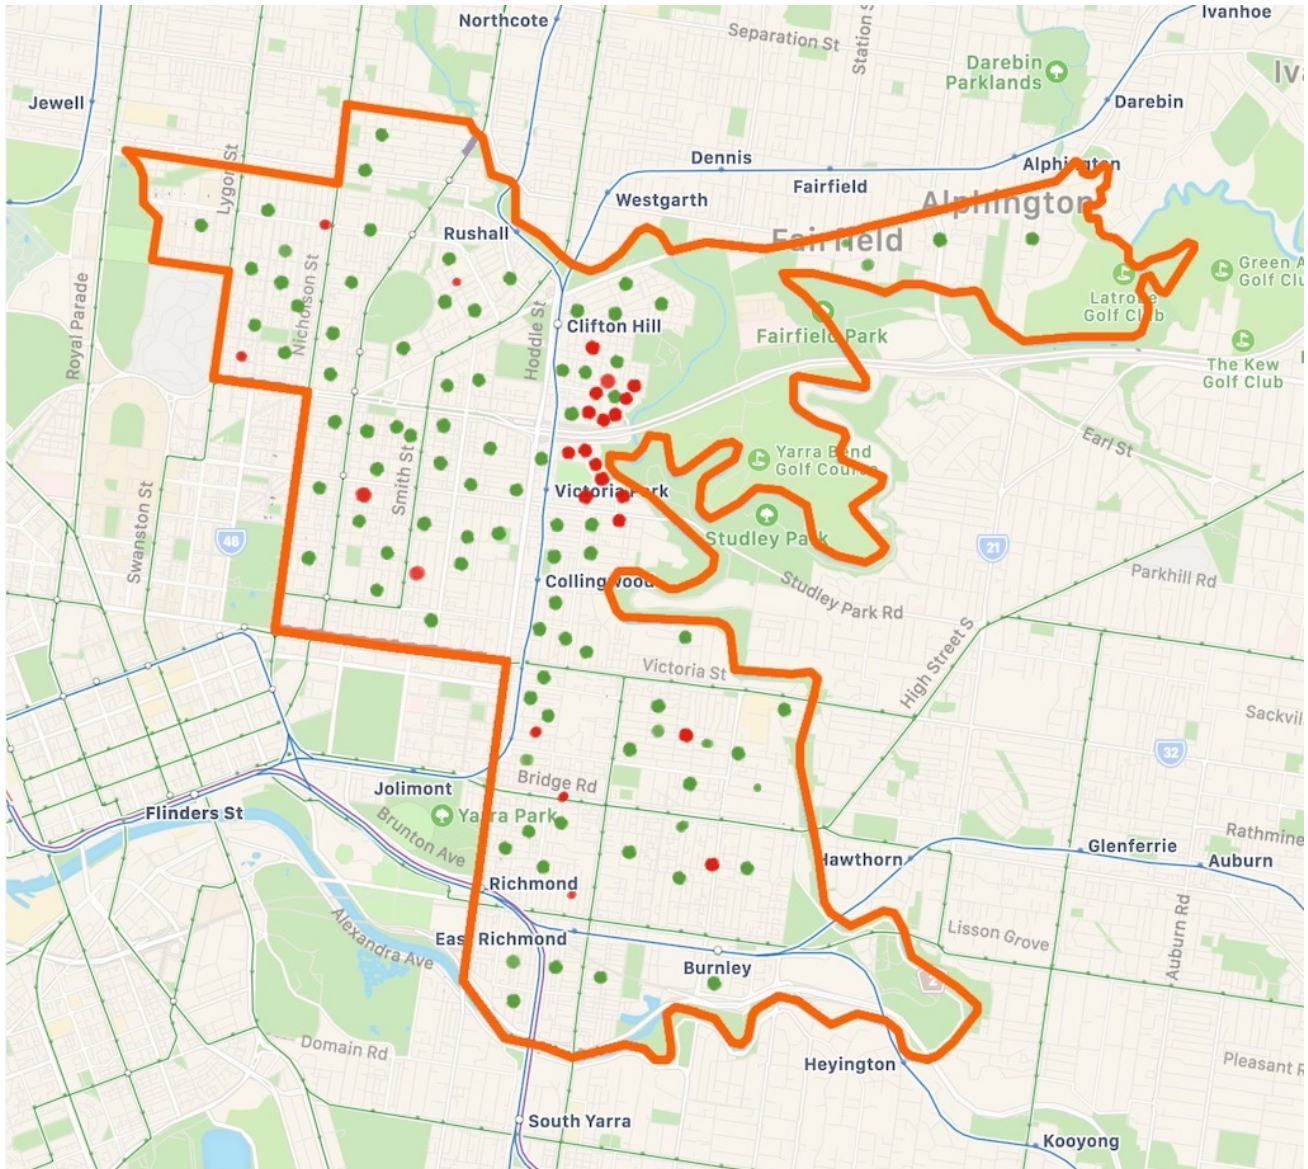 Northcote
Ivanhoe
Separation St
Station S
Darebin
Parklands
Iv
Jewell
Darebin
Dennis
Alphington
Lygon St
Fairfield
Westgarth
Alphington
Rushall
Fairfield
Green A
Golf Clu
Royal Parade
Nicholson St
Hoddle St
Latrobe
Golf Club
Clifton Hill
Fairfield Park
The Kew
Golf Club
Earl St
Smith St
Yarra Bend
Golf Course
Swanston St
Victoria Park
46
Studley Park
21
Collingwood
Studley Park Rd
Parkhill Rd
High Street S
Victoria St
Sackvil
32
Bridge Rd
Jolimont
Flinders St
Yarra Park
Brunton Ave
Rathmine
Hawthorn
Glenferrie
Auburn
Richmond
Alexandra Ave
East Richmond
Lisson Grove
Auburn Rd
Burnley
2
Domain Rd
Heyington
Pleasant R
South Yarra
Kooyong